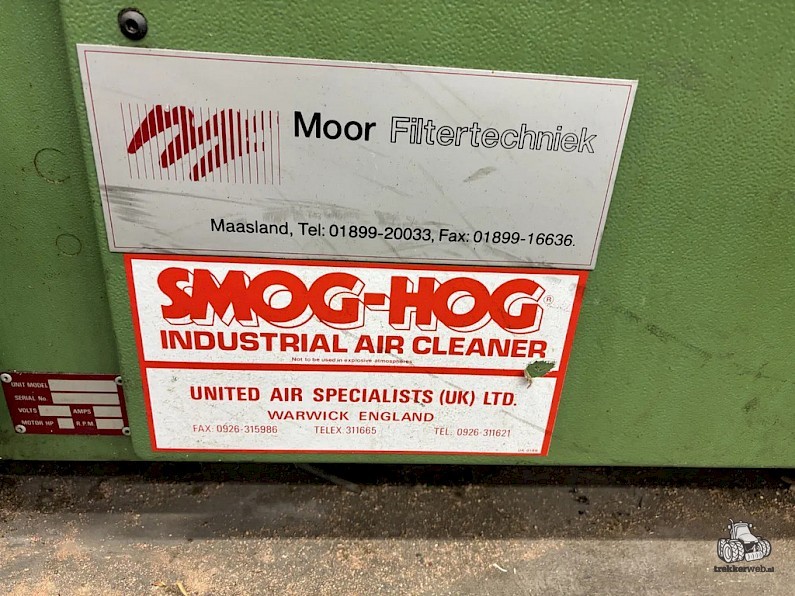 Moor Filtertechniek
Maasland, Tel: 01899-20033, Fax: 01899-16636.
SMOG-HOG®
INDUSTRIAL AIR CLEANER
Not to be used in explosive atmospheres
UNITED AIR SPECIALISTS (UK) LTD.
WARWICK ENGLAND
FAX: 0926-315986 TELEX: 311665 TEL: 0926-311621
UNIT MODEL
SERIAL No.
VOLTS AMPS
MOTOR HP R.P.M.
trekkerweb.nl